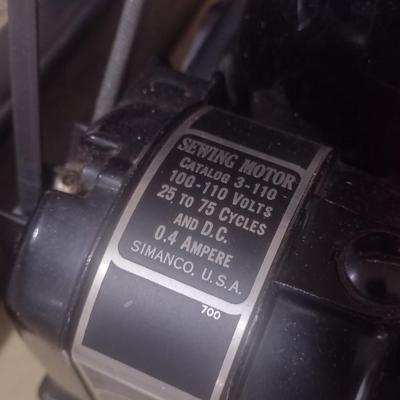 SEWING MOTOR
CATALOG 3-110
100-110 VOLTS
25 TO 75 CYCLES
AND D.C.
0.4 AMPERE
SIMANCO, U.S.A.
700